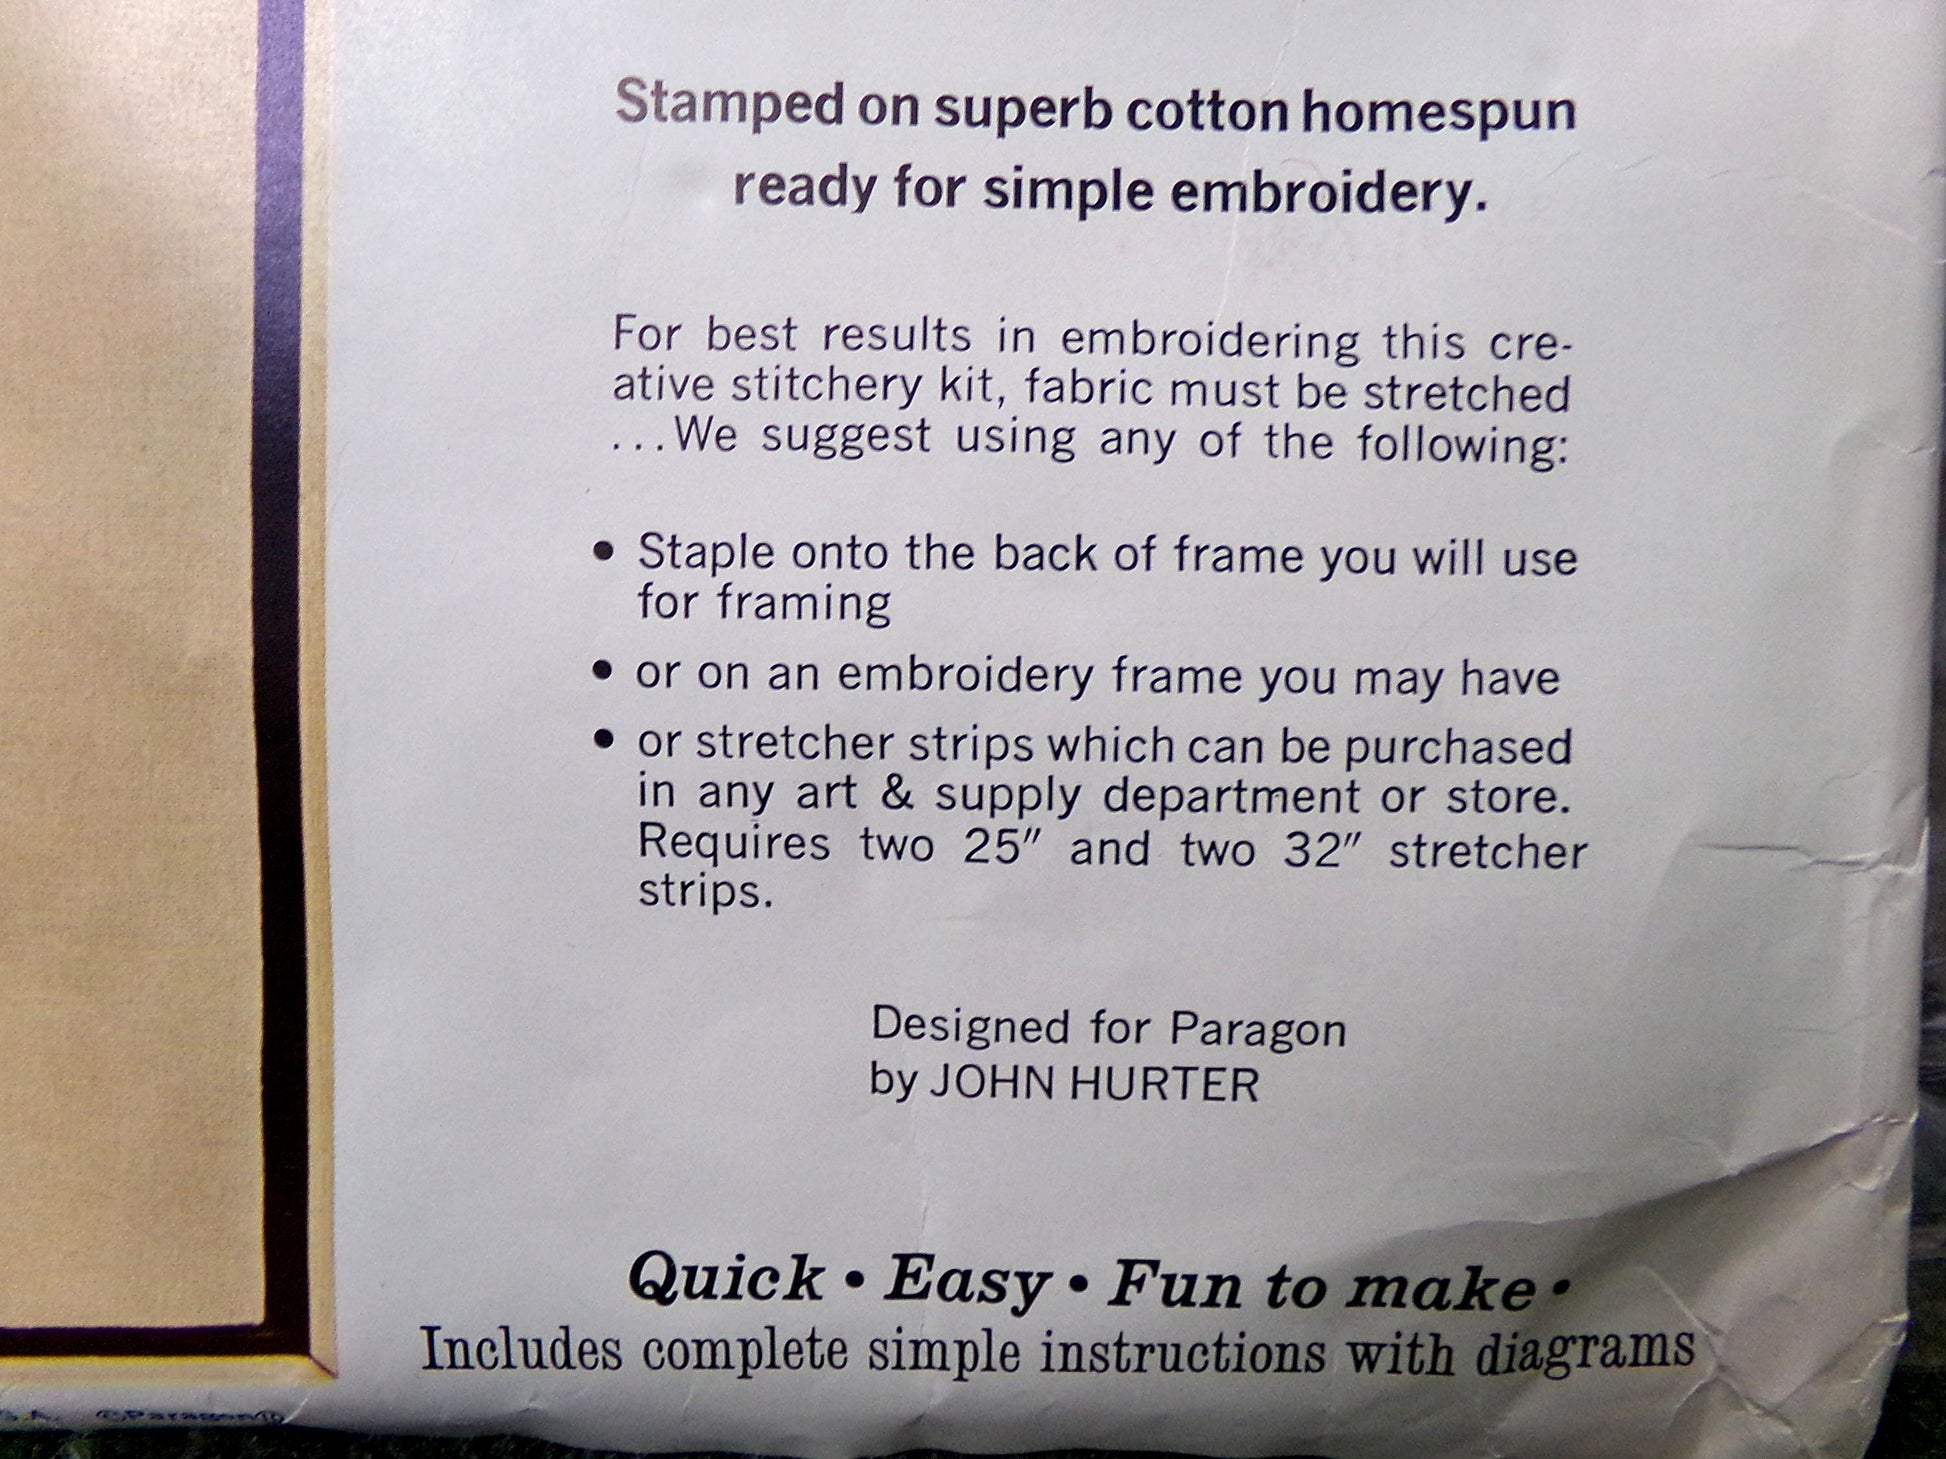 Stamped on superb cotton homespun
ready for simple embroidery.
For best results in embroidering this cre-
ative stitchery kit, fabric must be stretched
...We suggest using any of the following:
• Staple onto the back of frame you will use
for framing
• or on an embroidery frame you may have
• or stretcher strips which can be purchased
in any art & supply department or store.
Requires two 25" and two 32" stretcher
strips.
Designed for Paragon
by JOHN HURTER
Quick • Easy • Fun to make •
Includes complete simple instructions with diagrams
S.A. ©Paragon®